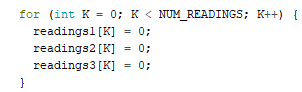 for (int K = 0; K < NUM_READINGS; K++) {
  readings1[K] = 0;
  readings2[K] = 0;
  readings3[K] = 0;
}